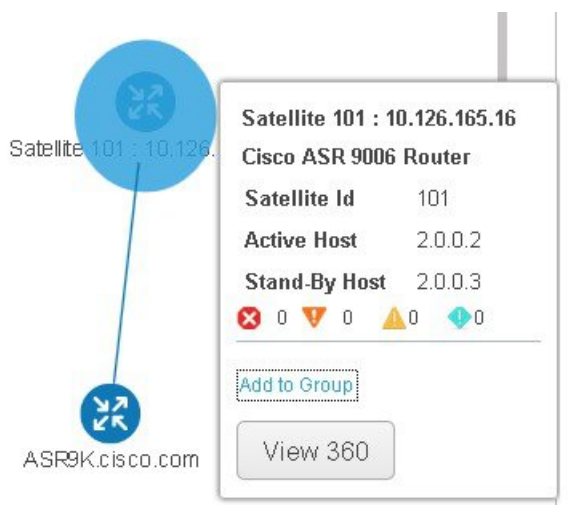 Satellite 101 : 10.126.
Satellite 101 : 10.126.165.16
Cisco ASR 9006 Router
Satellite Id 101
Active Host 2.0.0.2
Stand-By Host 2.0.0.3
0 0 0 0
Add to Group
View 360
ASR9K.cisco.com